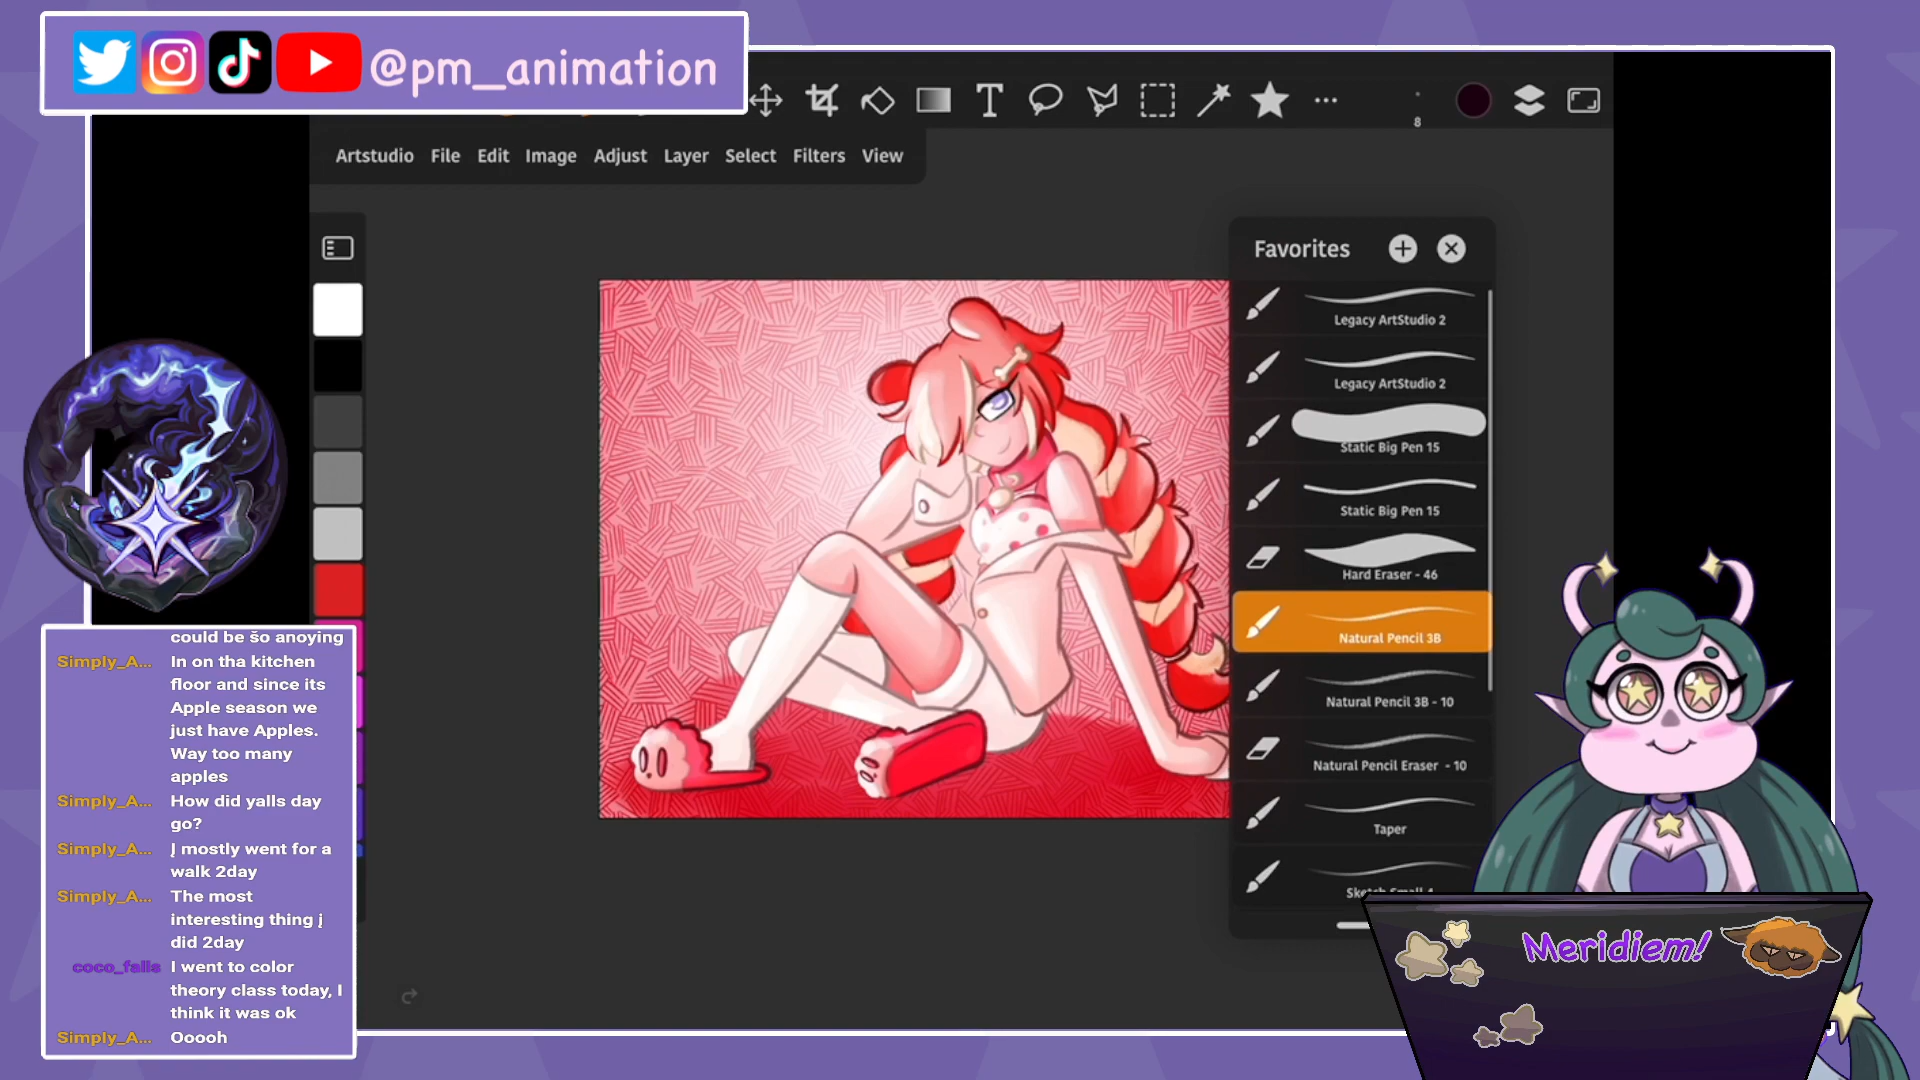 @pm_animation
8
Artstudio File Edit Image Adjust Layer Select Filters View
Favorites
Legacy ArtStudio 2
Legacy ArtStudio 2
Static Big Pen 15
Static Big Pen 15
Hard Eraser - 46
Natural Pencil 3B
Natural Pencil 3B - 10
Natural Pencil Eraser - 10
Taper
Sketch Small 4
could be šo anoying
Simply_A... In on tha kitchen
floor and since its
Apple season we
just have Apples.
Way too many
apples
Simply_A... How did yalls day
go?
Simply_A... Į mostly went for a
walk 2day
Simply_A... The most
interesting thing į
did 2day
coco_falls I went to color
theory class today, I
think it was ok
Simply_A... Ooooh
Meridiem!